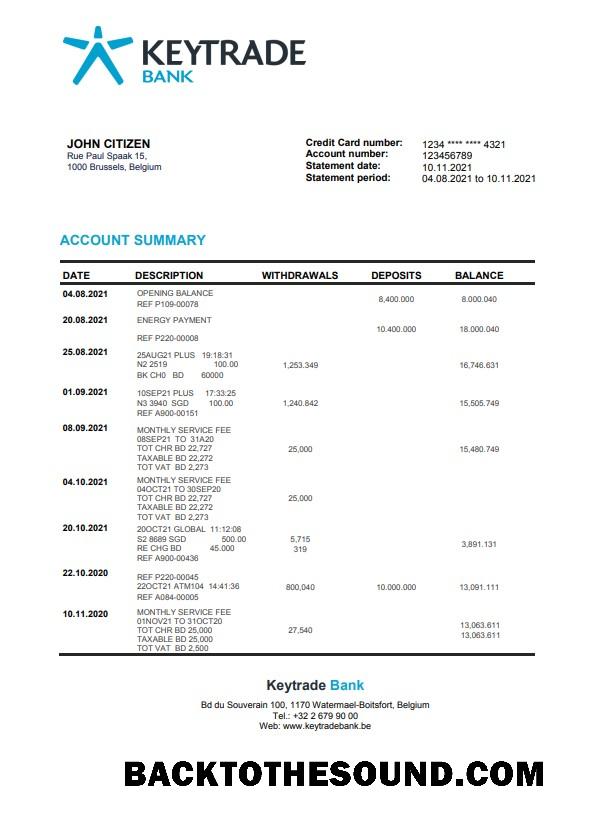 KEYTRADE
BANK
JOHN CITIZEN
Rue Paul Spaak 15,
1000 Brussels, Belgium
Credit Card number: 1234 **** **** 4321
Account number: 123456789
Statement date: 10.11.2021
Statement period: 04.08.2021 to 10.11.2021
ACCOUNT SUMMARY
DATE DESCRIPTION WITHDRAWALS DEPOSITS BALANCE
04.08.2021 OPENING BALANCE
8,400.000 8.000.040
REF P109-00078
20.08.2021 ENERGY PAYMENT
10.400.000 18.000.040
REF P220-00008
25.08.2021 25AUG21 PLUS 19:18:31
N2 2519 100.00 1,253.349 16,746.631
BK CH0 BD 60000
01.09.2021 10SEP21 PLUS 17:33:25
N3 3940 SGD 100.00 1,240.842 15,505.749
REF A900-00151
08.09.2021 MONTHLY SERVICE FEE
08SEP21 TO 31A20
TOT CHR BD 22,727 25,000 15,480.749
TAXABLE BD 22,272
TOT VAT BD 2,273
04.10.2021 MONTHLY SERVICE FEE
04OCT21 TO 30SEP20
TOT CHR BD 22,727 25,000
TAXABLE BD 22,272
TOT VAT BD 2,273
20.10.2021 20OCT21 GLOBAL 11:12:08
S2 8689 SGD 500.00 5,715
RE CHG BD 45.000 319 3,891.131
REF A900-00436
22.10.2020 REF P220-00045
22OCT21 ATM104 14:41:36 800,040 10.000.000 13,091.111
REF A084-00005
10.11.2020 MONTHLY SERVICE FEE
01NOV21 TO 31OCT20 13,063.611
TOT CHR BD 25,000 27,540
TAXABLE BD 25,000 13,063.611
TOT VAT BD 2,500
Keytrade Bank
Bd du Souverain 100, 1170 Watermael-Boitsfort, Belgium
Tel.: +32 2 679 90 00
Web: www.keytradebank.be
BACKTOTHESOUND.COM